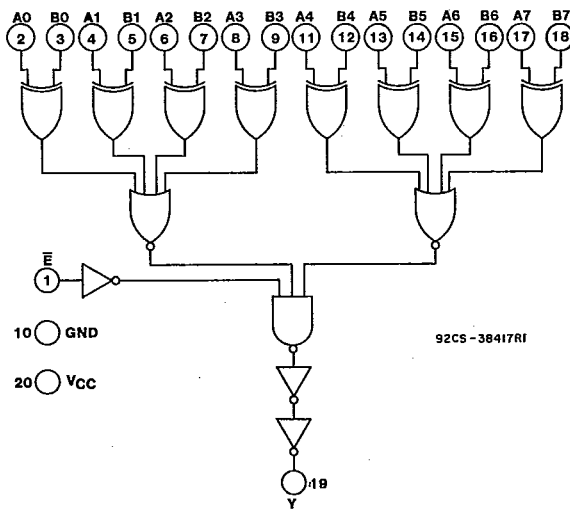 A0 B0 A1 B1 A2 B2 A3 B3 A4 B4 A5 B5 A6 B6 A7 B7
2 3 4 5 6 7 8 9 11 12 13 14 15 16 17 18
E̅
1
10 GND
92CS-38417R1
20 VCC
19
Y